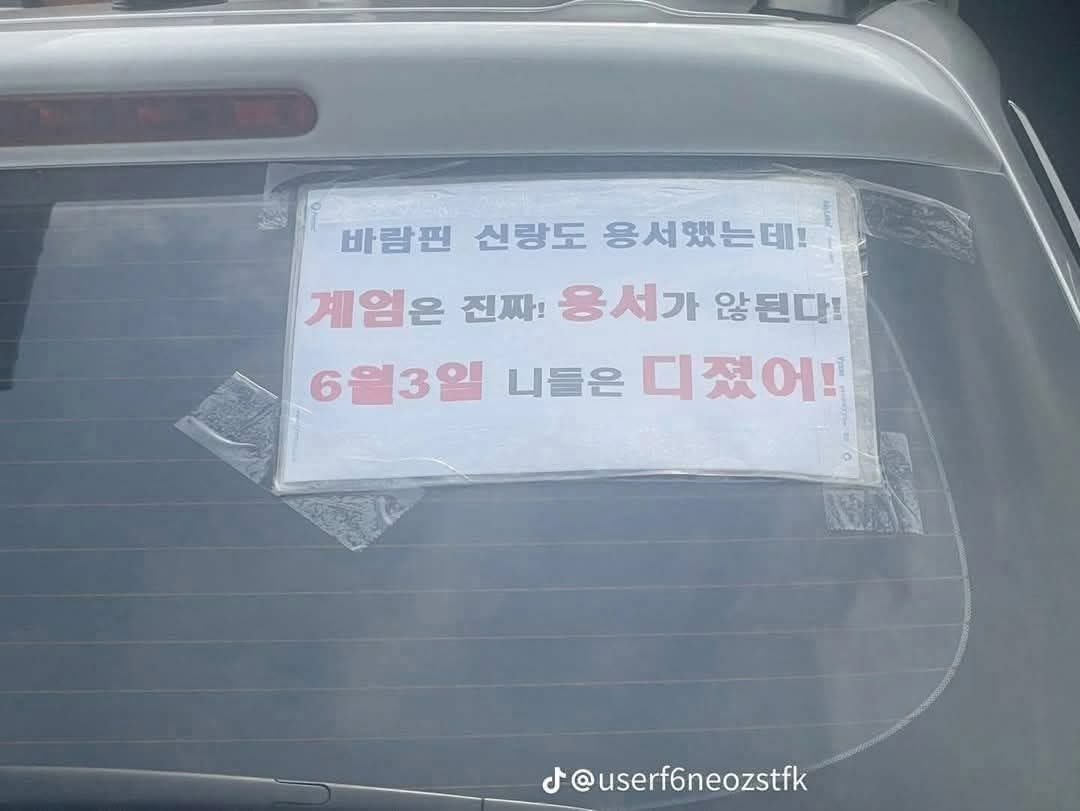 바람핀 신랑도 용서했는데!
계엄은 진짜! 용서가 않된다!
6월3일 니들은 디졌어!
@userf6neozstfk